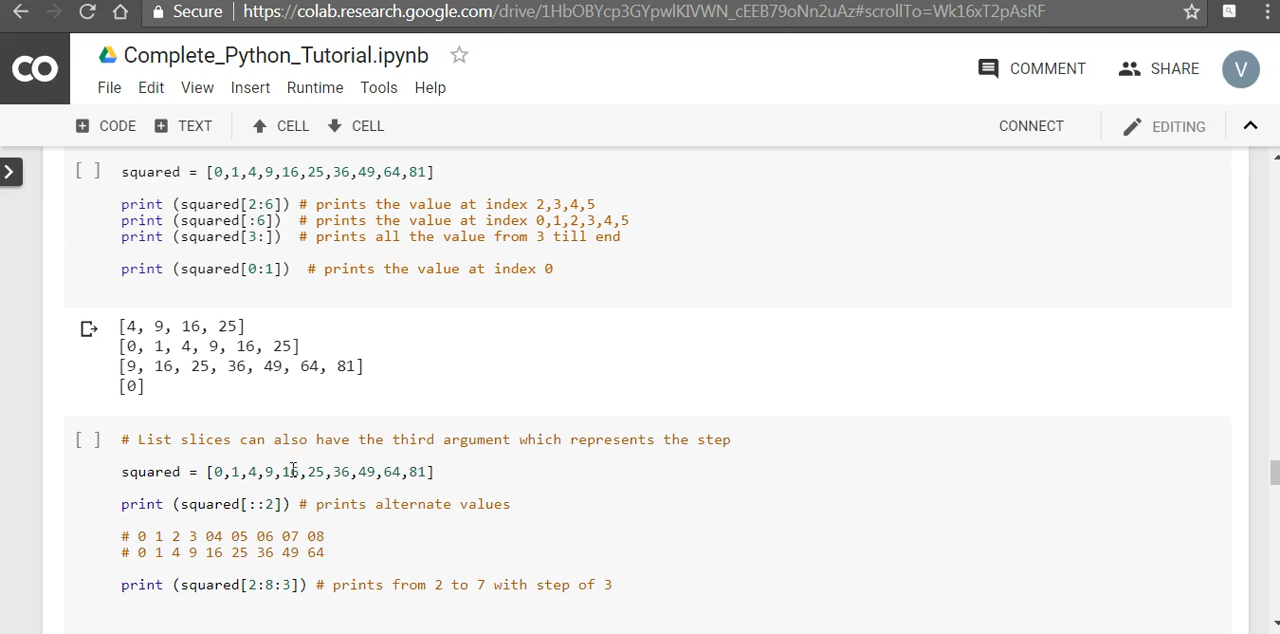 Secure https://colab.research.google.com/drive/1HbOBYcp3GYpwlKIVWN_cEEB79oNn2uAz#scrollTo=Wk16xT2pAsRF
CO Complete_Python_Tutorial.ipynb
COMMENT SHARE V
File Edit View Insert Runtime Tools Help
CODE TEXT CELL CELL CONNECT EDITING
[ ] squared = [0,1,4,9,16,25,36,49,64,81]
print (squared[2:6]) # prints the value at index 2,3,4,5
print (squared[:6])  # prints the value at index 0,1,2,3,4,5
print (squared[3:])  # prints all the value from 3 till end
print (squared[0:1])  # prints the value at index 0
[4, 9, 16, 25]
[0, 1, 4, 9, 16, 25]
[9, 16, 25, 36, 49, 64, 81]
[0]
[ ] # List slices can also have the third argument which represents the step
squared = [0,1,4,9,16,25,36,49,64,81]
print (squared[::2]) # prints alternate values
# 0 1 2 3 04 05 06 07 08
# 0 1 4 9 16 25 36 49 64
print (squared[2:8:3]) # prints from 2 to 7 with step of 3